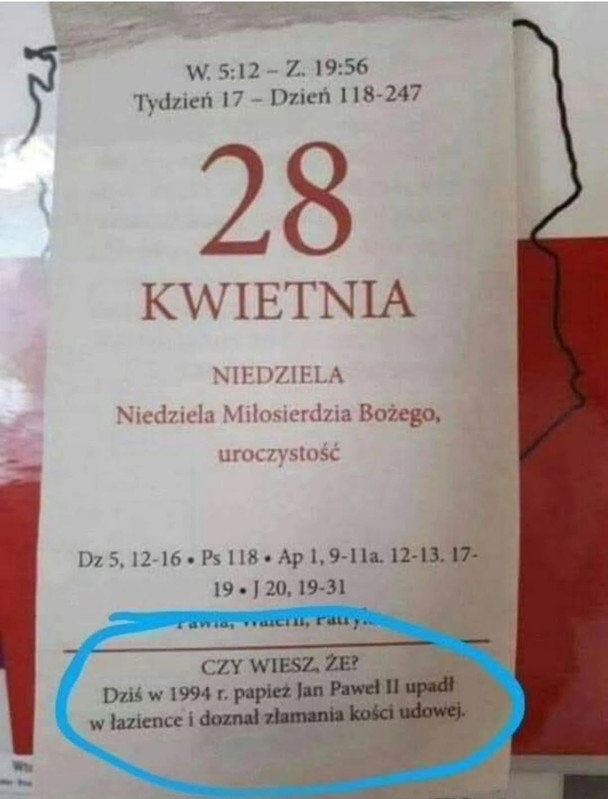 W. 5:12 – Z. 19:56
Tydzień 17 – Dzień 118-247
28
KWIETNIA
NIEDZIELA
Niedziela Miłosierdzia Bożego,
uroczystość
Dz 5, 12-16 • Ps 118 • Ap 1, 9-11a. 12-13. 17-
19 • J 20, 19-31
Pawła, Walerii,
CZY WIESZ, ŻE?
Dziś w 1994 r. papież Jan Paweł II upadł
w łazience i doznał złamania kości udowej.